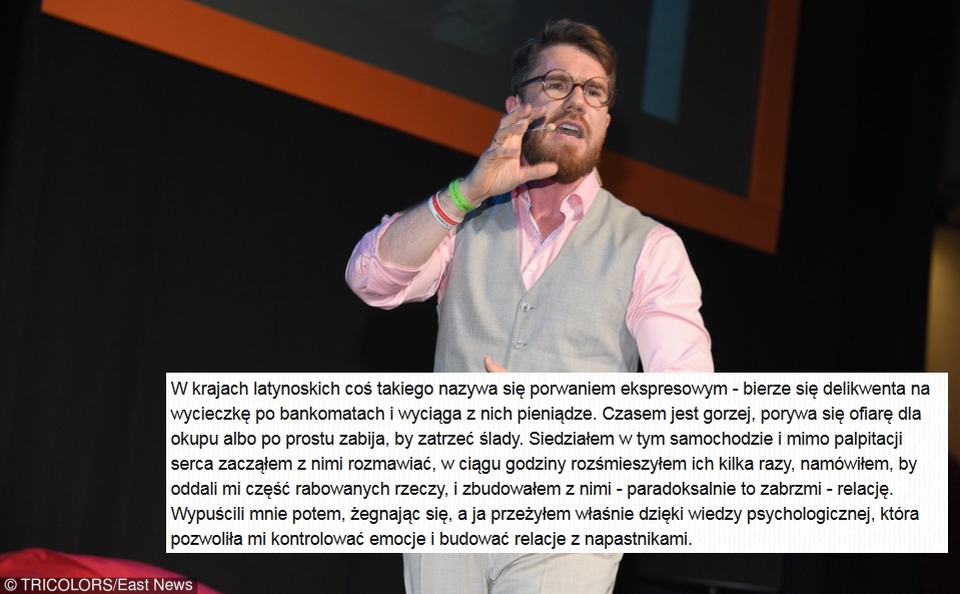 W krajach latynoskich coś takiego nazywa się porwaniem ekspresowym - bierze się delikwenta na
wycieczkę po bankomatach i wyciąga z nich pieniądze. Czasem jest gorzej, porywa się ofiarę dla
okupu albo po prostu zabija, by zatrzeć ślady. Siedziałem w tym samochodzie i mimo palpitacji
serca zacząłem z nimi rozmawiać, w ciągu godziny rozśmieszyłem ich kilka razy, namówiłem, by
oddali mi część rabowanych rzeczy, i zbudowałem z nimi - paradoksalnie to zabrzmi - relację.
Wypuścili mnie potem, żegnając się, a ja przeżyłem właśnie dzięki wiedzy psychologicznej, która
pozwoliła mi kontrolować emocje i budować relacje z napastnikami.
© TRICOLORS/East News